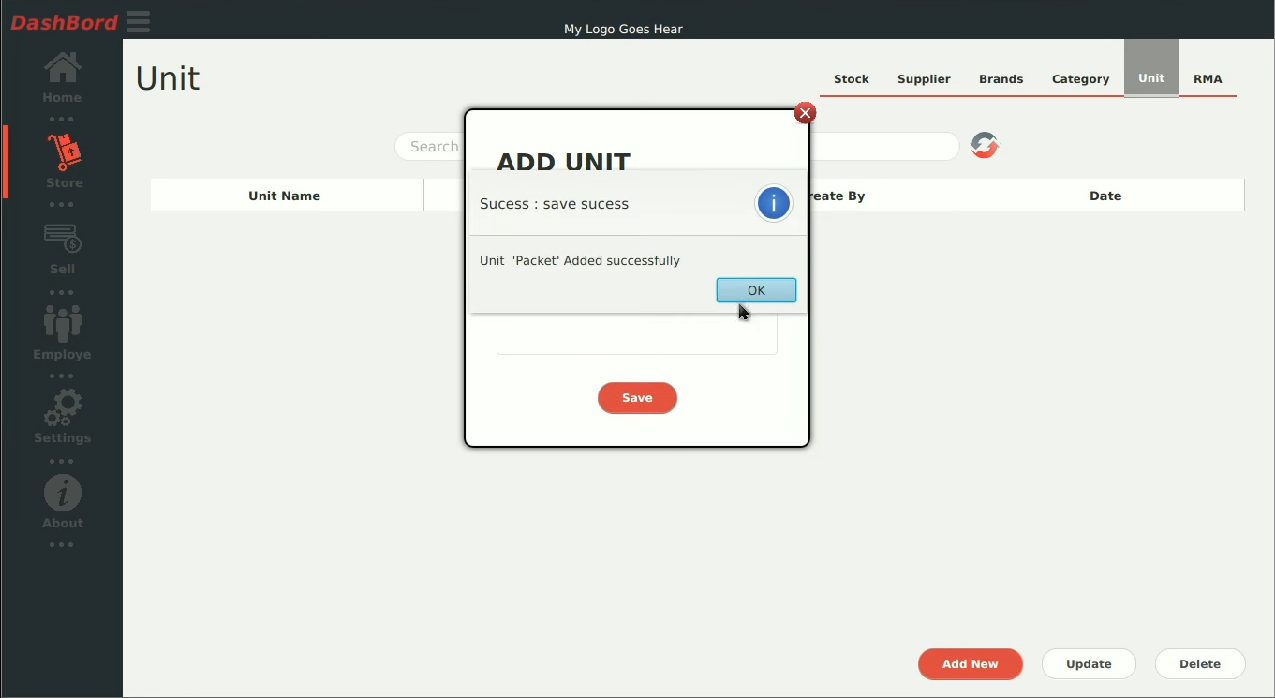 DashBord
My Logo Goes Hear
Home
Store
Sell
Employe
Settings
About
Unit
Stock Supplier Brands Category Unit RMA
Search
Unit Name reate By Date
ADD UNIT
Sucess : save sucess
Unit 'Packet' Added successfully
OK
Save
Add New Update Delete